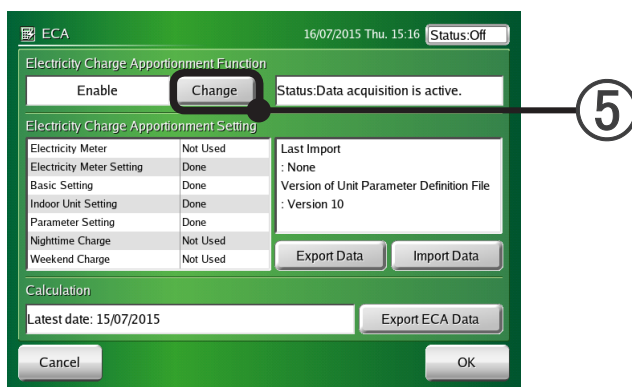 ECA 16/07/2015 Thu. 15:16 Status:Off
Electricity Charge Apportionment Function
Enable Change Status:Data acquisition is active.
5
Electricity Charge Apportionment Setting
Electricity Meter Not Used
Electricity Meter Setting Done
Basic Setting Done
Indoor Unit Setting Done
Parameter Setting Done
Nighttime Charge Not Used
Weekend Charge Not Used
Last Import
: None
Version of Unit Parameter Definition File
: Version 10
Export Data Import Data
Calculation
Latest date: 15/07/2015 Export ECA Data
Cancel OK